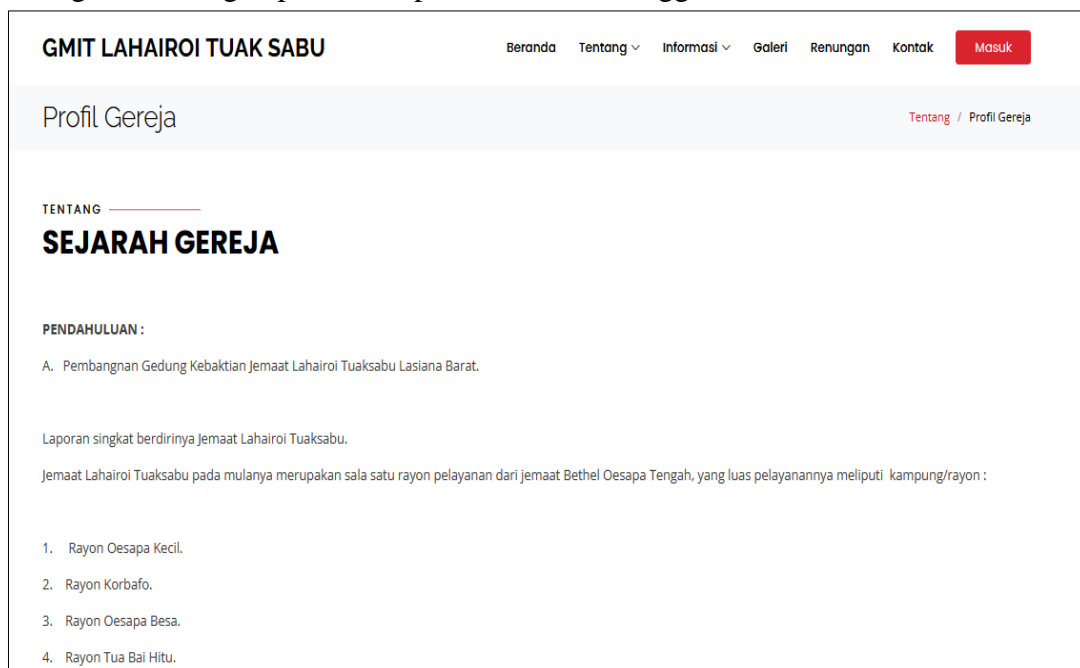 GMIT LAHAIROI TUAK SABU
Beranda Tentang Informasi Galeri Renungan Kontak Masuk
Profil Gereja
Tentang / Profil Gereja
TENTANG
SEJARAH GEREJA
PENDAHULUAN :
A. Pembangnan Gedung Kebaktian Jemaat Lahairoi Tuaksabu Lasiana Barat.
Laporan singkat berdirinya Jemaat Lahairoi Tuaksabu.
Jemaat Lahairoi Tuaksabu pada mulanya merupakan sala satu rayon pelayanan dari jemaat Bethel Oesapa Tengah, yang luas pelayanannya meliputi kampung/rayon :
1. Rayon Oesapa Kecil.
2. Rayon Korbafo.
3. Rayon Oesapa Besa.
4. Rayon Tua Bai Hitu.